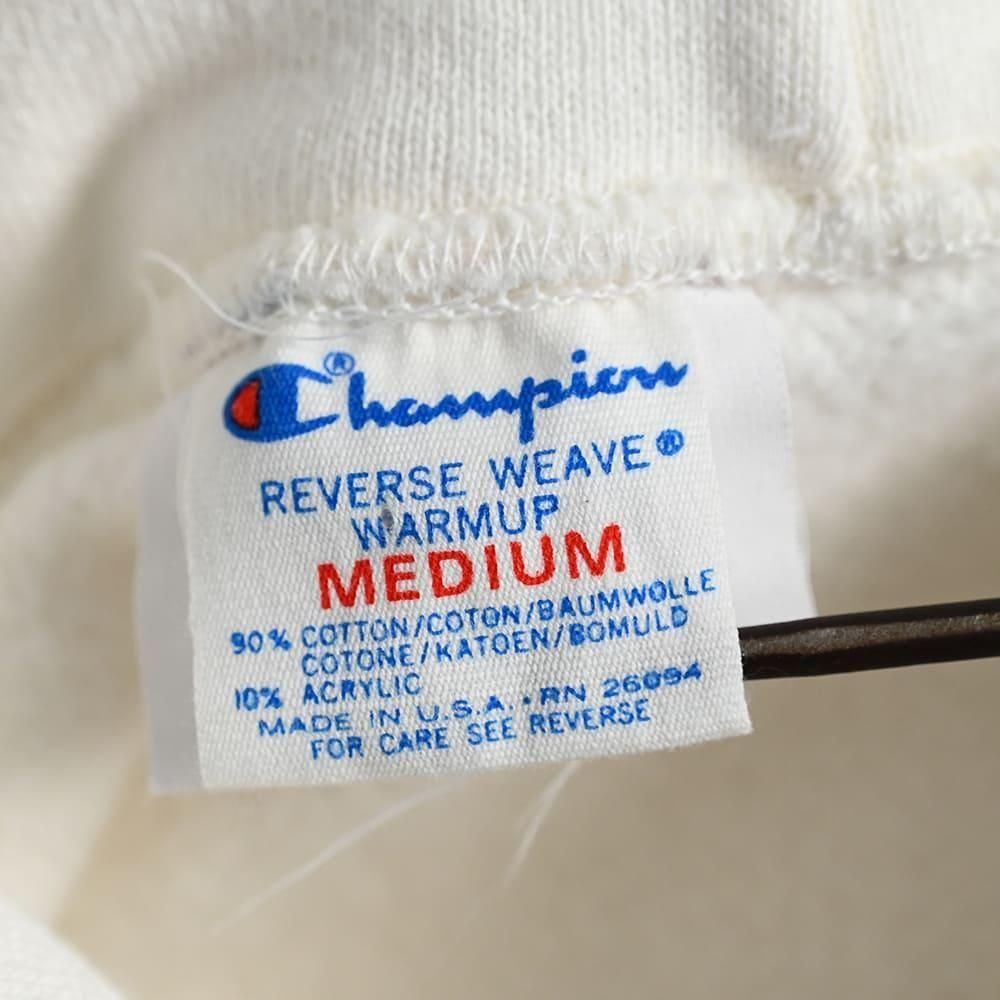 Champion®
REVERSE WEAVE®
WARMUP
MEDIUM
90% COTTON/COTON/BAUMWOLLE
COTONE/KATOEN/BOMULD
10% ACRYLIC
MADE IN U.S.A. • RN 26094
FOR CARE SEE REVERSE